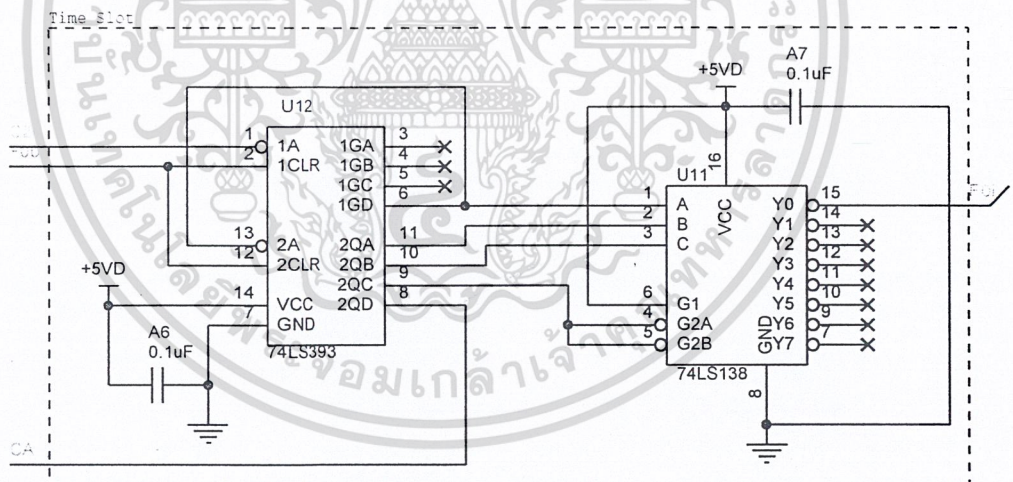 Time Slot
A7
0.1uF
+5VD
U12
1 1A 1GA 3
2 1CLR 1GB 4
1GC 5
1GD 6
13 2A 2QA 11
12 2CLR 2QB 10
2QC 9
14 VCC 2QD 8
7 GND
74LS393
+5VD
A6
0.1uF
16
U11
VCC
1 A Y0 15
2 B Y1 14
3 C Y2 13
Y3 12
Y4 11
6 G1 Y5 10
4 G2A Y6 9
5 G2B Y7 7
GND
74LS138
8
CA